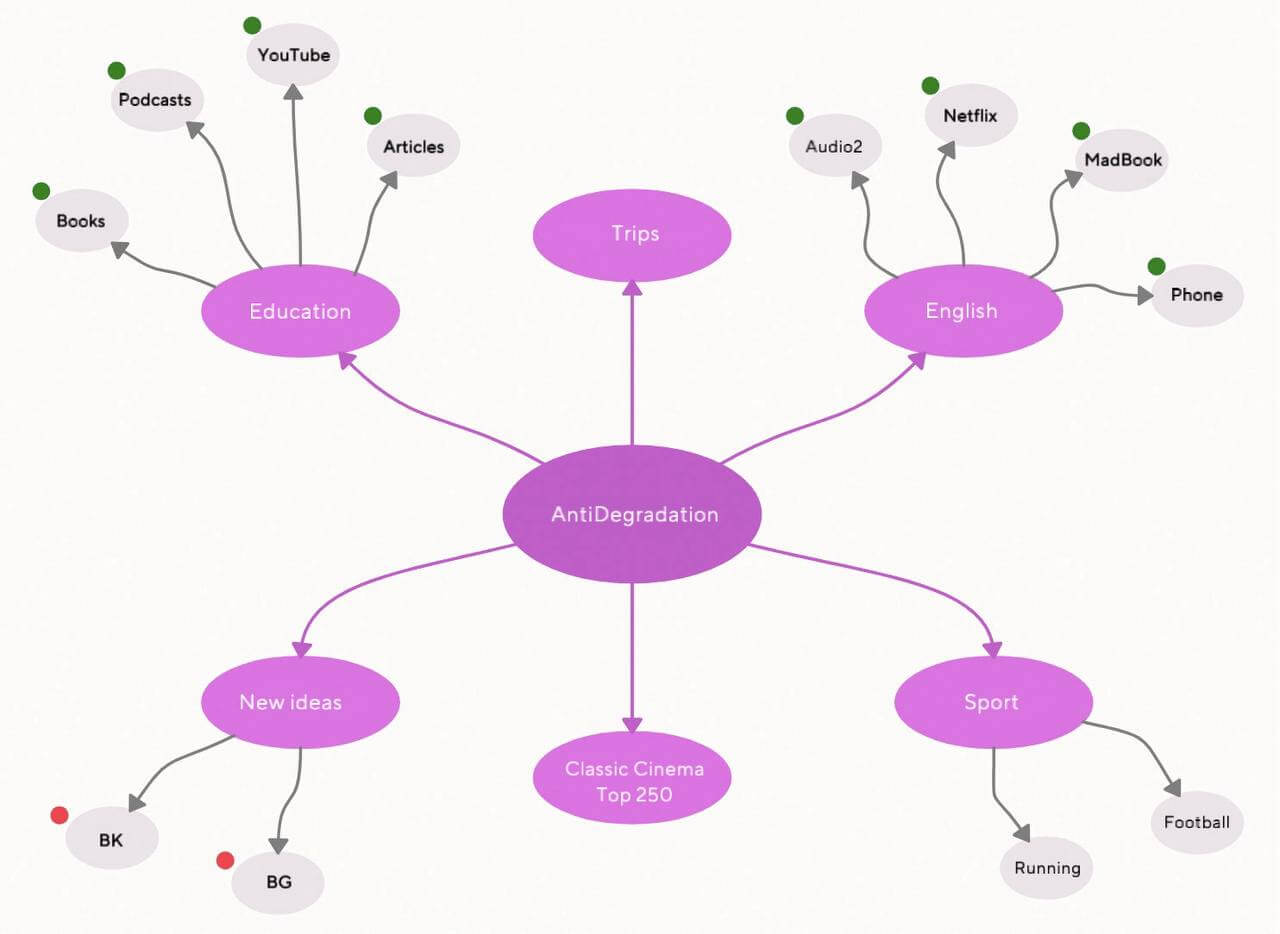 YouTube
Podcasts
Articles
Books
Education
Netflix
Audio2
MadBook
Phone
English
Trips
AntiDegradation
New ideas
BK
BG
Classic Cinema
Top 250
Sport
Football
Running